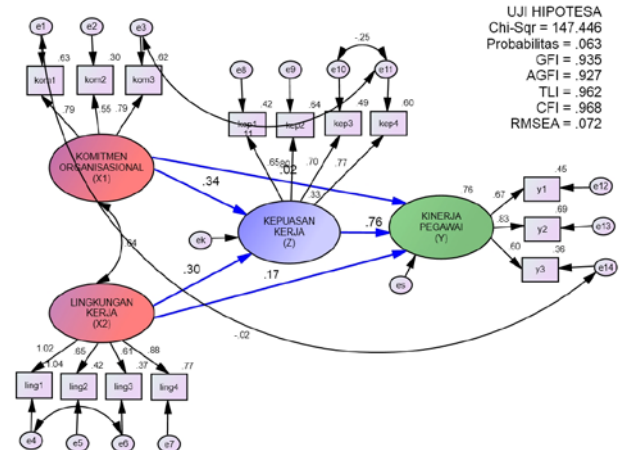 UJI HIPOTESA
Chi-Sqr = 147.446
Probabilitas = .063
GFI = .935
AGFI = .927
TLI = .962
CFI = .968
RMSEA = .072
e1
e2
e3
.63
.30
.62
kom1
kom2
kom3
.79
.55
.79
KOMITMEN
ORGANISASIONAL
(X1)
-.25
e8
e9
e10
e11
.42
.64
.49
.60
kep2
kep3
kep4
.65
.80
.70
.77
.02
.33
.34
KEPUASAN
KERJA
(Z)
ek
.76
.76
KINERJA
PEGAWAI
(Y)
es
.67
.83
.60
.45
y1
e12
.69
y2
e13
.36
y3
e14
.64
.30
.17
-.02
LINGKUNGAN
KERJA
(X2)
1.02
.65
.61
.88
1.04
.42
.37
.77
ling1
ling2
ling3
ling4
e4
e5
e6
e7